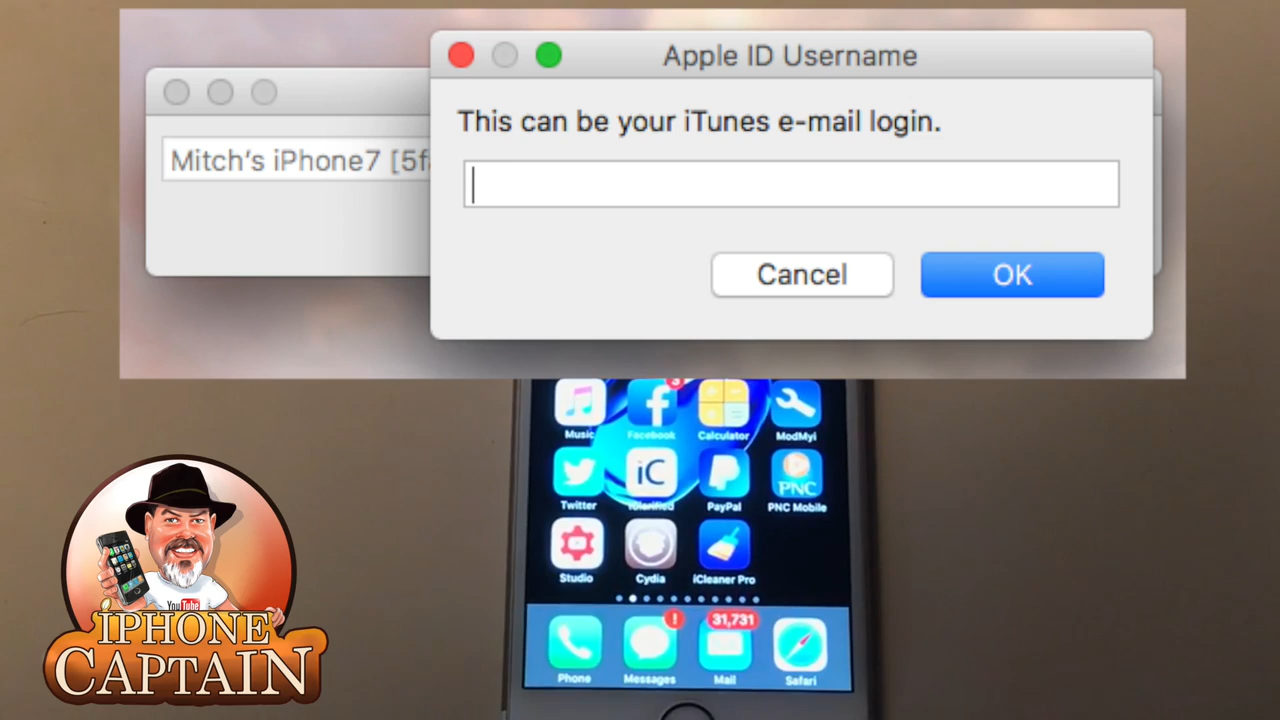 Apple ID Username
This can be your iTunes e-mail login.
Mitch's iPhone7 [5f
Cancel
OK
3
Music
Facebook
Calculator
ModMyi
iC
PNC
Twitter
iClarified
PayPal
PNC Mobile
Studio
Cydia
iCleaner Pro
!
31,731
Phone
Messages
Mail
Safari
YouTube
IPHONE
CAPTAIN